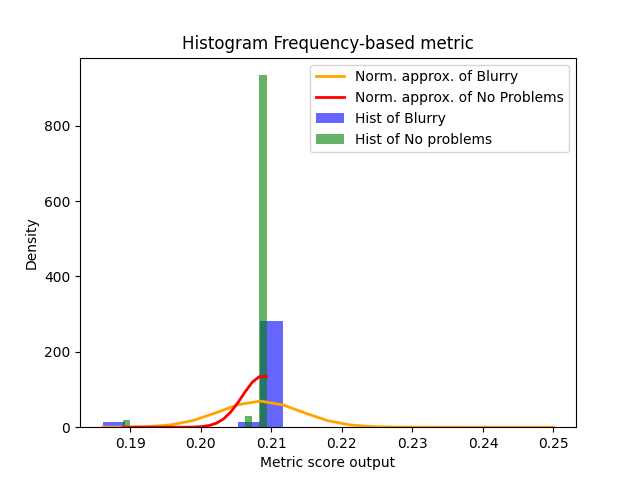 Histogram Frequency-based metric
Norm. approx. of Blurry
Norm. approx. of No Problems
Hist of Blurry
Hist of No problems
Density
800
600
400
200
0
0.19 0.20 0.21 0.22 0.23 0.24 0.25
Metric score output